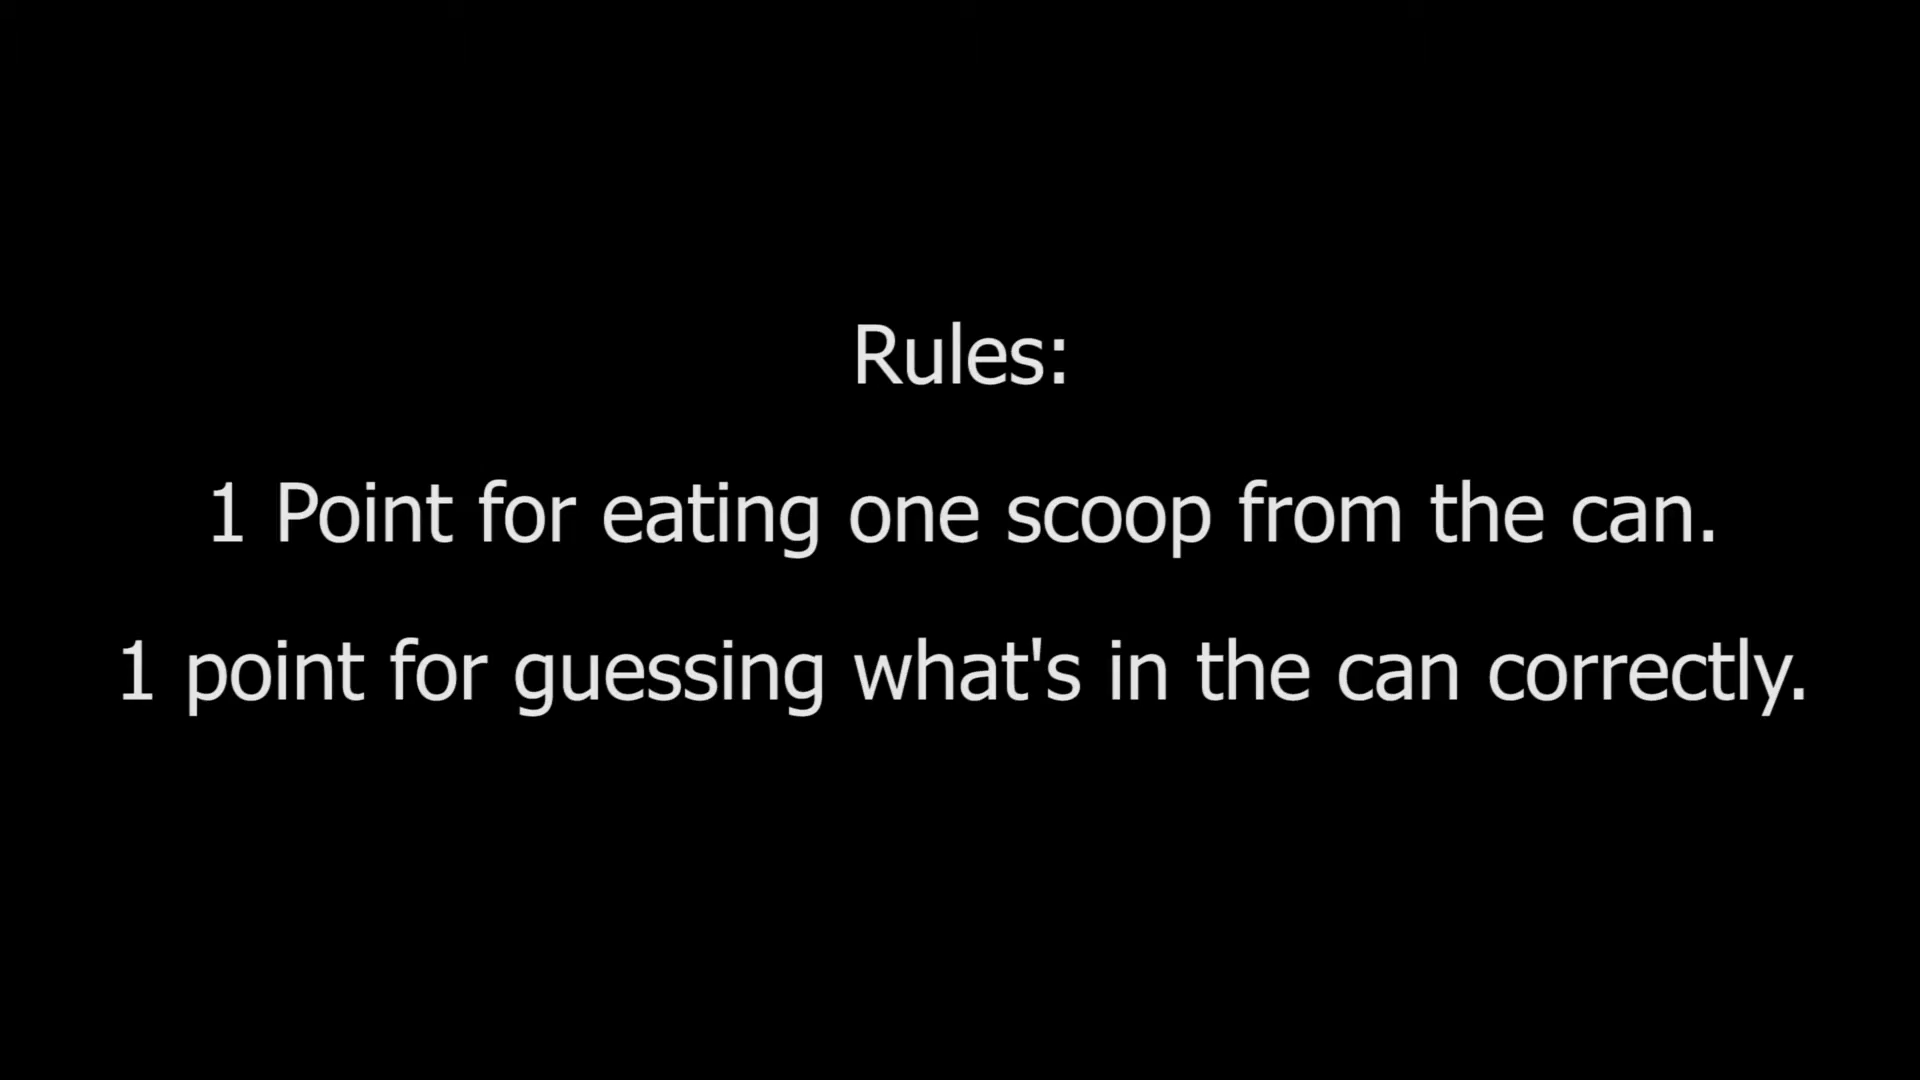 Rules:
1 Point for eating one scoop from the can.
1 point for guessing what's in the can correctly.